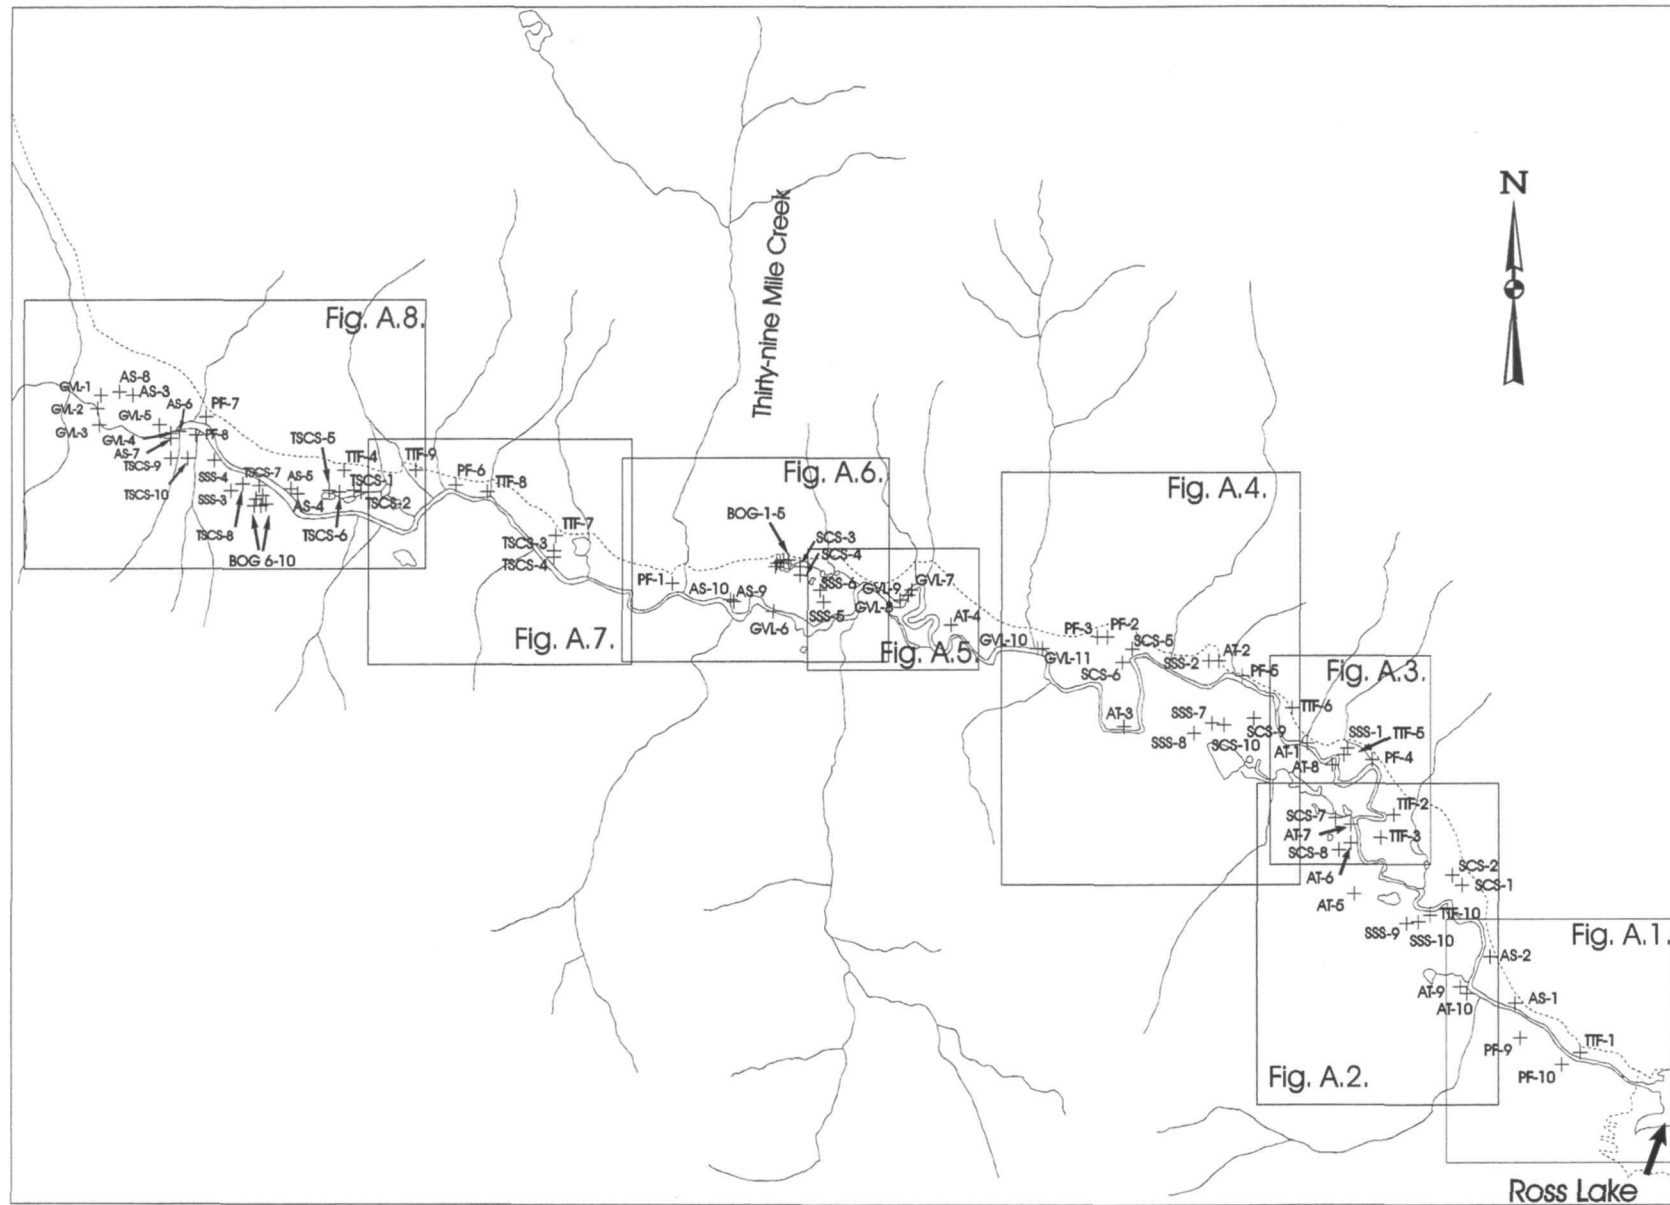 N
Thirty-nine Mile Creek
Fig. A.8.
GVL-1
AS-8
AS-3
GVL-2
GVL-3
GVL-5
AS-6
PF-7
GVL-4
PF-8
AS-7
TSCS-9
TSCS-10
SSS-4
SSS-3
TSCS-7
TSCS-8
BOG 6-10
AS-5
AS-4
TSCS-5
TTF-4
TSCS-1
TSCS-2
TSCS-6
TTF-9
PF-6
TTF-8
TTF-7
TSCS-3
TSCS-4
Fig. A.7.
Fig. A.6.
BOG-1-5
SCS-3
SCS-4
PF-1
AS-10
AS-9
GVL-6
SSS-6
SSS-5
GVL-9
GVL-7
GVL-8
AT-4
Fig. A.5.
Fig. A.4.
GVL-10
GVL-11
PF-3
PF-2
SCS-5
SCS-6
SSS-2
AT-2
PF-5
AT-3
SSS-7
SSS-8
SCS-9
SCS-10
Fig. A.3.
TTF-6
SSS-1
TTF-5
AT-1
AT-8
PF-4
SCS-7
TTF-2
AT-7
TTF-3
SCS-8
AT-6
AT-5
SCS-2
SCS-1
TTF-10
SSS-9
SSS-10
Fig. A.1.
AS-2
AT-9
AT-10
AS-1
PF-9
TTF-1
PF-10
Fig. A.2.
Ross Lake